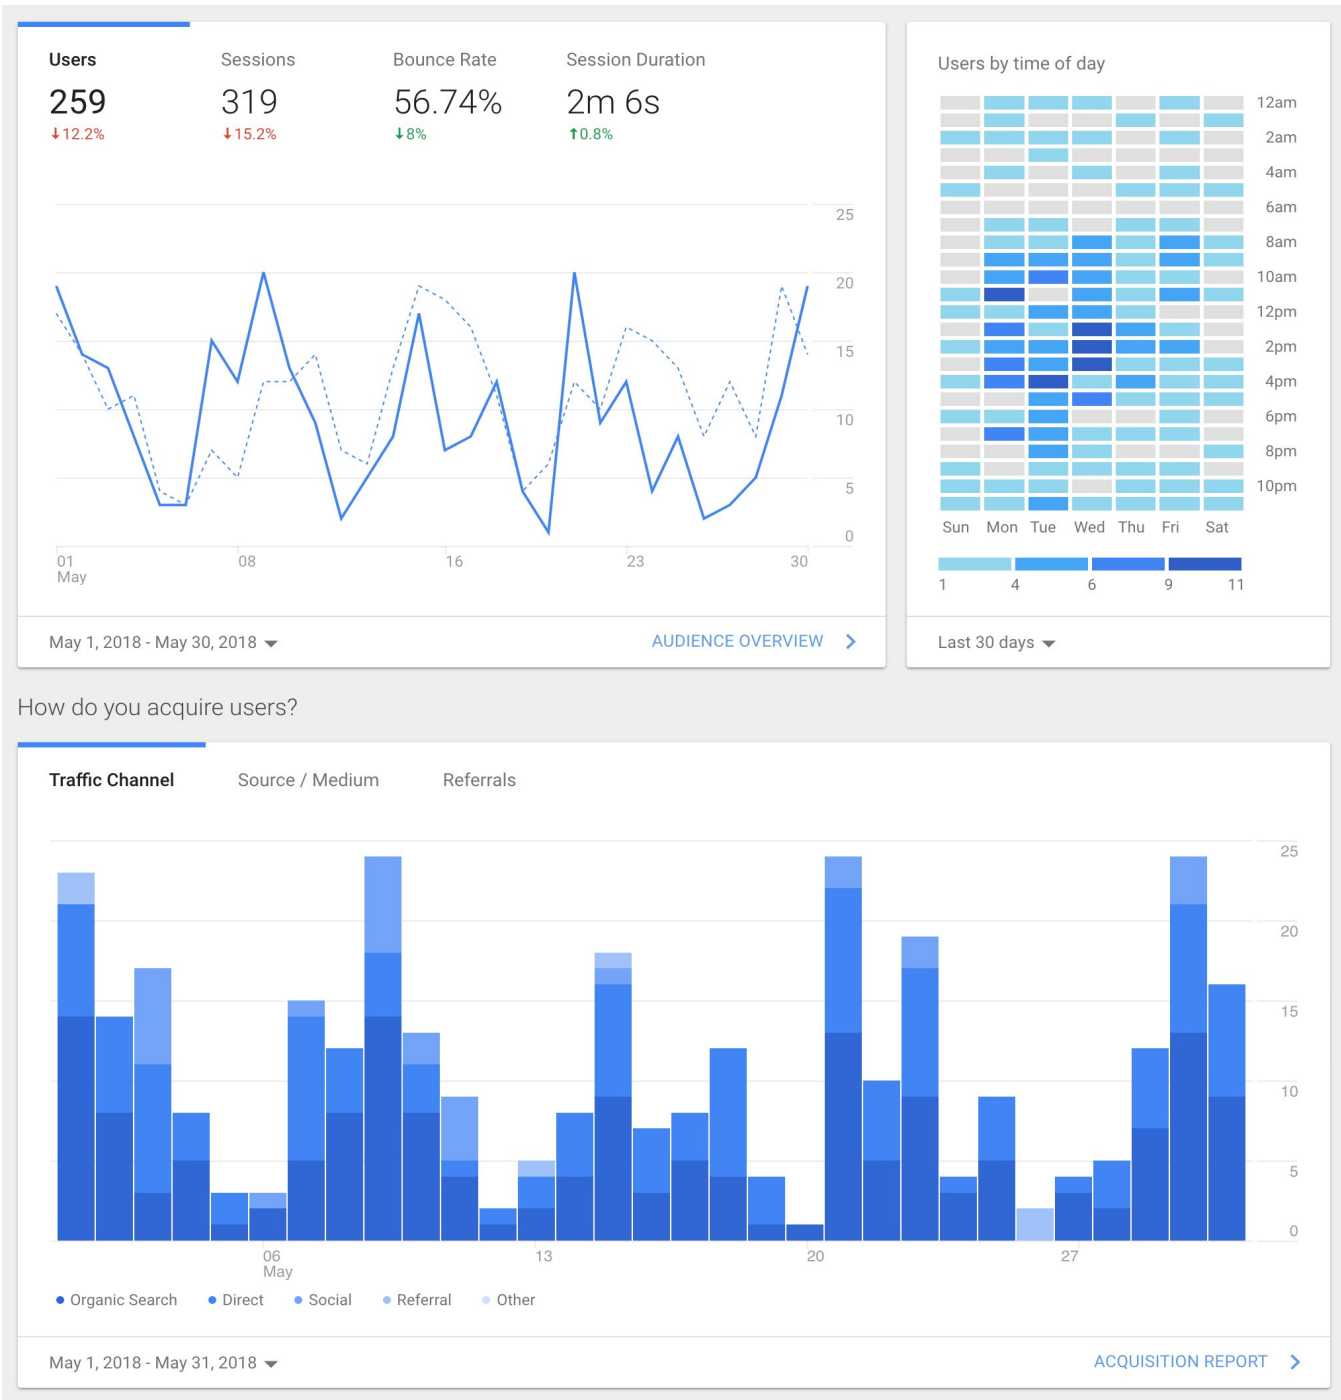 Users Sessions Bounce Rate Session Duration
259 319 56.74% 2m 6s
↓12.2% ↓15.2% ↓8% ↑0.8%
25
20
15
10
5
0
01 08 16 23 30
May
May 1, 2018 - May 30, 2018 AUDIENCE OVERVIEW
Users by time of day
12am
2am
4am
6am
8am
10am
12pm
2pm
4pm
6pm
8pm
10pm
Sun Mon Tue Wed Thu Fri Sat
1 4 6 9 11
Last 30 days
How do you acquire users?
Traffic Channel Source / Medium Referrals
25
20
15
10
5
0
06 13 20 27
May
Organic Search Direct Social Referral Other
May 1, 2018 - May 31, 2018 ACQUISITION REPORT